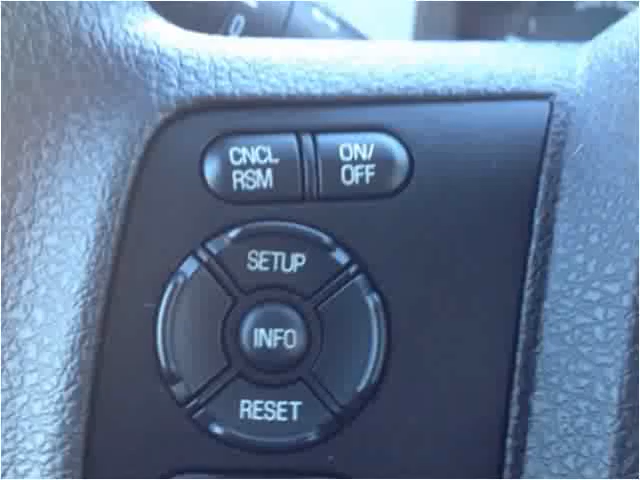 CNCL
RSM
ON/
OFF
SETUP
INFO
RESET